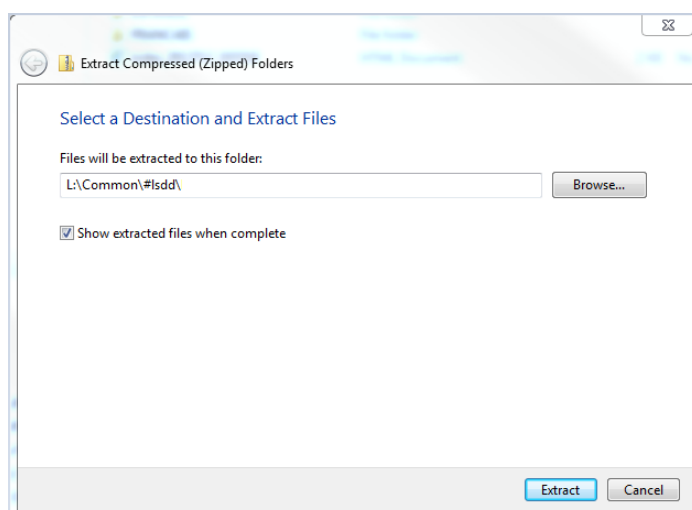 Extract Compressed (Zipped) Folders
Select a Destination and Extract Files
Files will be extracted to this folder:
L:\Common\#lsdd\
Browse...
Show extracted files when complete
Extract
Cancel